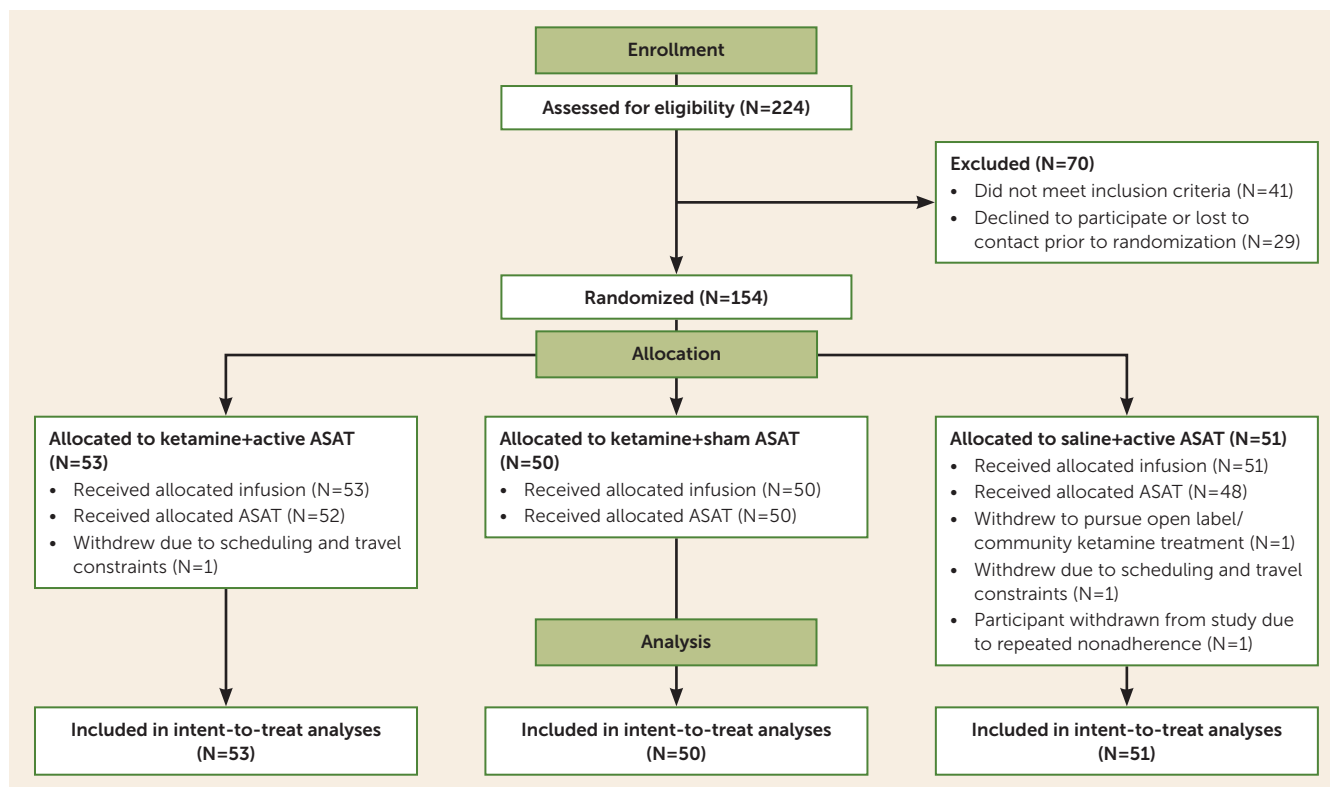 Enrollment
Assessed for eligibility (N=224)
Excluded (N=70)
• Did not meet inclusion criteria (N=41)
• Declined to participate or lost to
contact prior to randomization (N=29)
Randomized (N=154)
Allocation
Allocated to ketamine+active ASAT
(N=53)
• Received allocated infusion (N=53)
• Received allocated ASAT (N=52)
• Withdrew due to scheduling and travel
constraints (N=1)
Allocated to ketamine+sham ASAT
(N=50)
• Received allocated infusion (N=50)
• Received allocated ASAT (N=50)
Allocated to saline+active ASAT (N=51)
• Received allocated infusion (N=51)
• Received allocated ASAT (N=48)
• Withdrew to pursue open label/
community ketamine treatment (N=1)
• Withdrew due to scheduling and travel
constraints (N=1)
• Participant withdrawn from study due
to repeated nonadherence (N=1)
Analysis
Included in intent-to-treat analyses
(N=53)
Included in intent-to-treat analyses
(N=50)
Included in intent-to-treat analyses
(N=51)